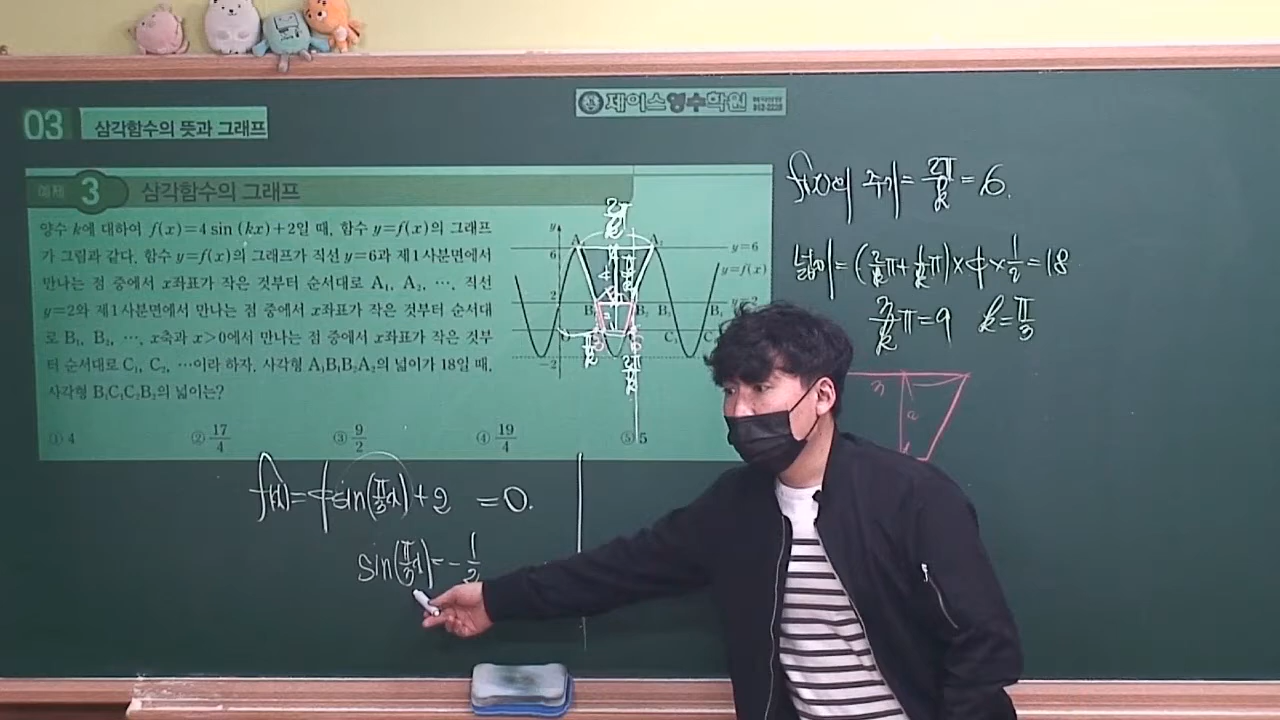 제이스영수학원
03 삼각함수의 뜻과 그래프
예제 3 삼각함수의 그래프
양수 k에 대하여 f(x)=4 sin (kx)+2일 때, 함수 y=f(x)의 그래프
가 그림과 같다. 함수 y=f(x)의 그래프가 직선 y=6과 제1사분면에서
만나는 점 중에서 x좌표가 작은 것부터 순서대로 A₁, A₂, …, 직선
y=2와 제1사분면에서 만나는 점 중에서 x좌표가 작은 것부터 순서대
로 B₁, B₂, …, x축과 x>0에서 만나는 점 중에서 x좌표가 작은 것부
터 순서대로 C₁, C₂, …이라 하자. 사각형 A₁B₁B₂A₂의 넓이가 18일 때,
사각형 B₁C₁C₂B₂의 넓이는?
① 4 ② 17/4 ③ 9/2 ④ 19/4 ⑤ 5
2π/k
y
6
y=6
y=f(x)
2
B₂ B₃
π/k
2π/k
-2
f(x)의 주기=2π/k=6.
넓이=(2/kπ+1/kπ)×4×1/2=18
3/kπ=9 k=π/3
3
a
f(x)=4sin(π/3x)+2 =0.
sin(π/3x)=-1/2